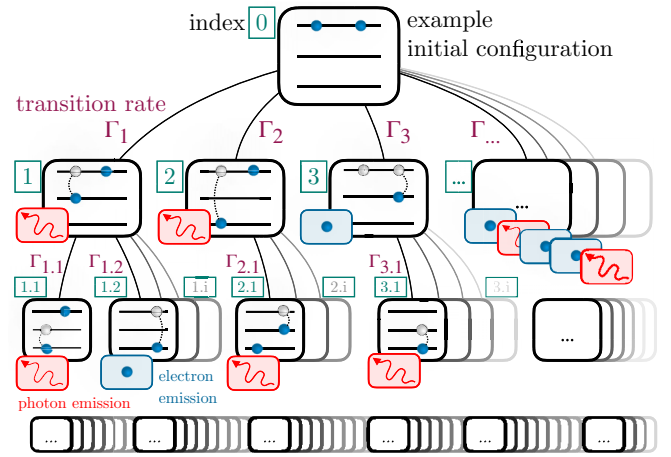 index 0
example
initial configuration
transition rate
Γ1
Γ2
Γ3
Γ...
1
2
3
...
...
Γ1.1
Γ1.2
Γ2.1
Γ3.1
1.1
1.2
1.i
2.1
2.i
3.1
3.i
...
photon emission
electron
emission
... ... ... ... ... ...